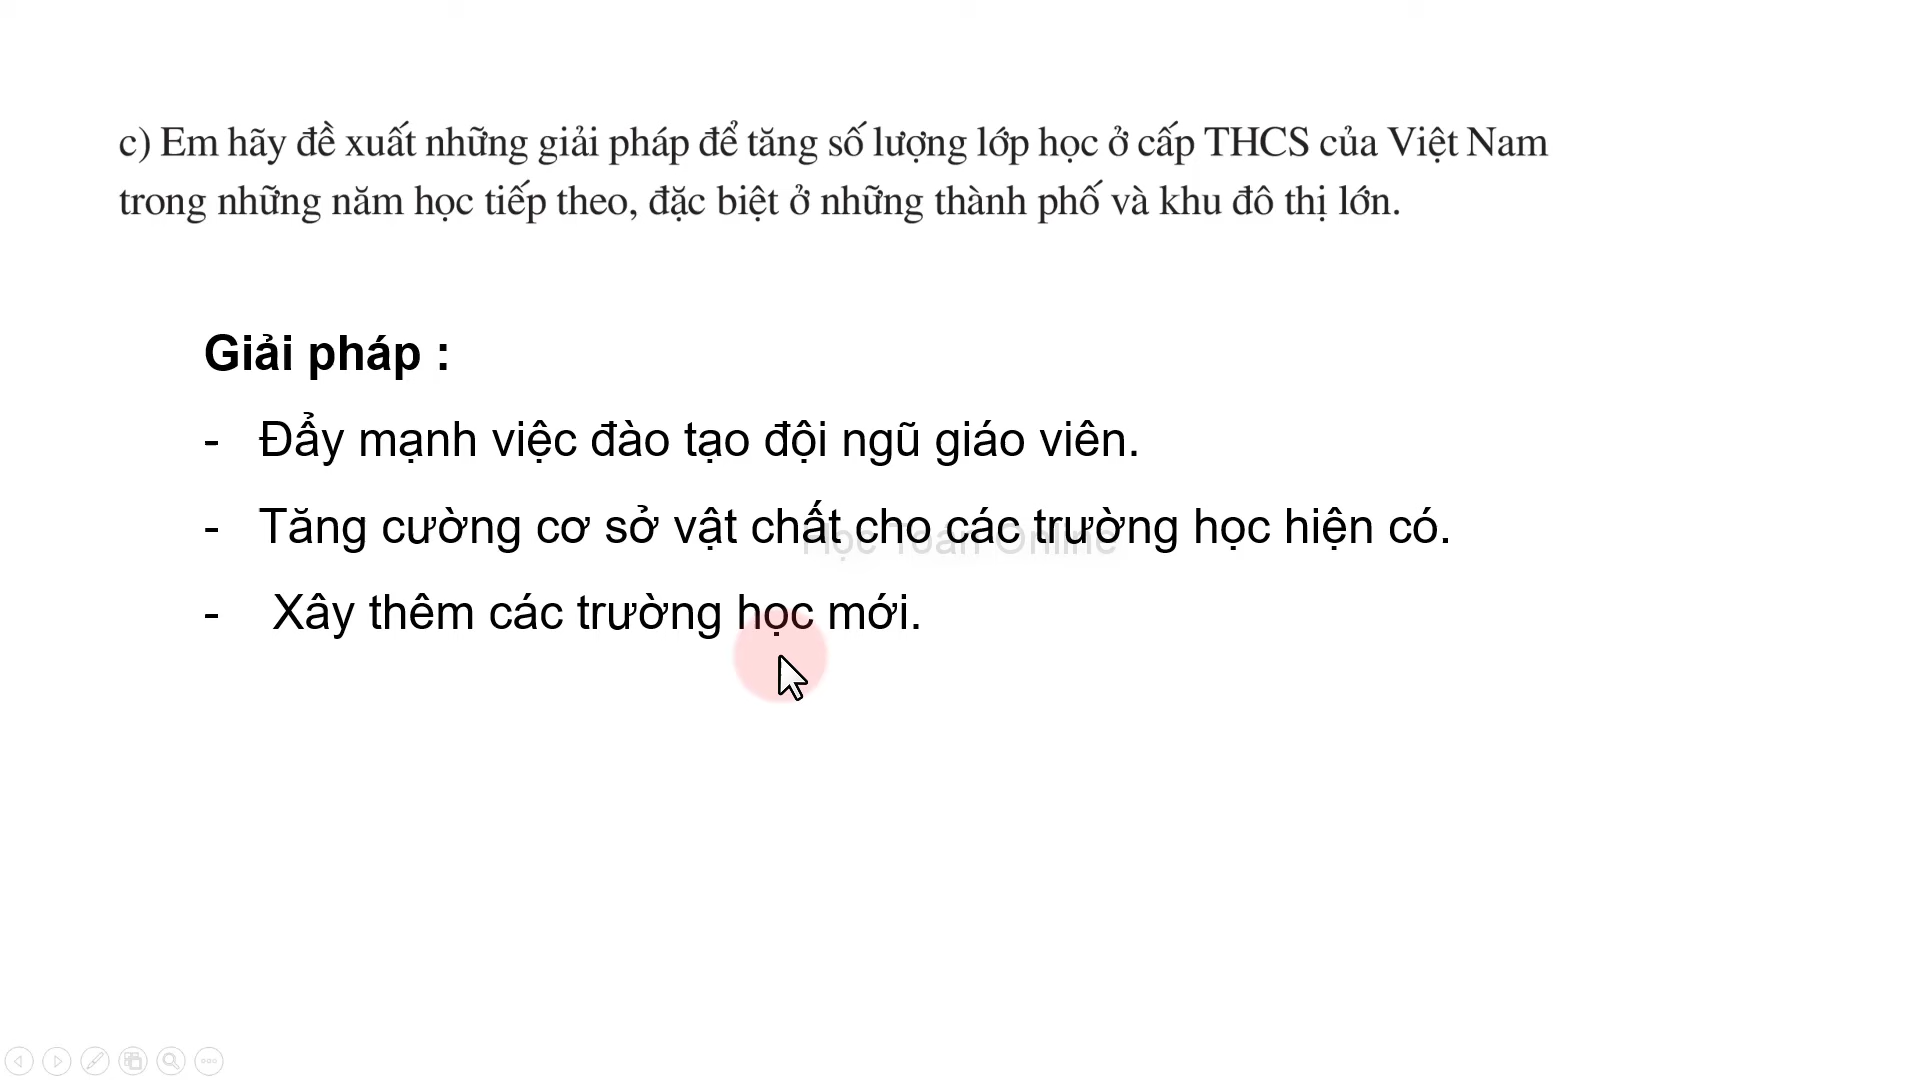 c) Em hãy đề xuất những giải pháp để tăng số lượng lớp học ở cấp THCS của Việt Nam
trong những năm học tiếp theo, đặc biệt ở những thành phố và khu đô thị lớn.
Giải pháp :
- Đẩy mạnh việc đào tạo đội ngũ giáo viên.
- Tăng cường cơ sở vật chất cho các trường học hiện có.
Học Toán Online
- Xây thêm các trường học mới.